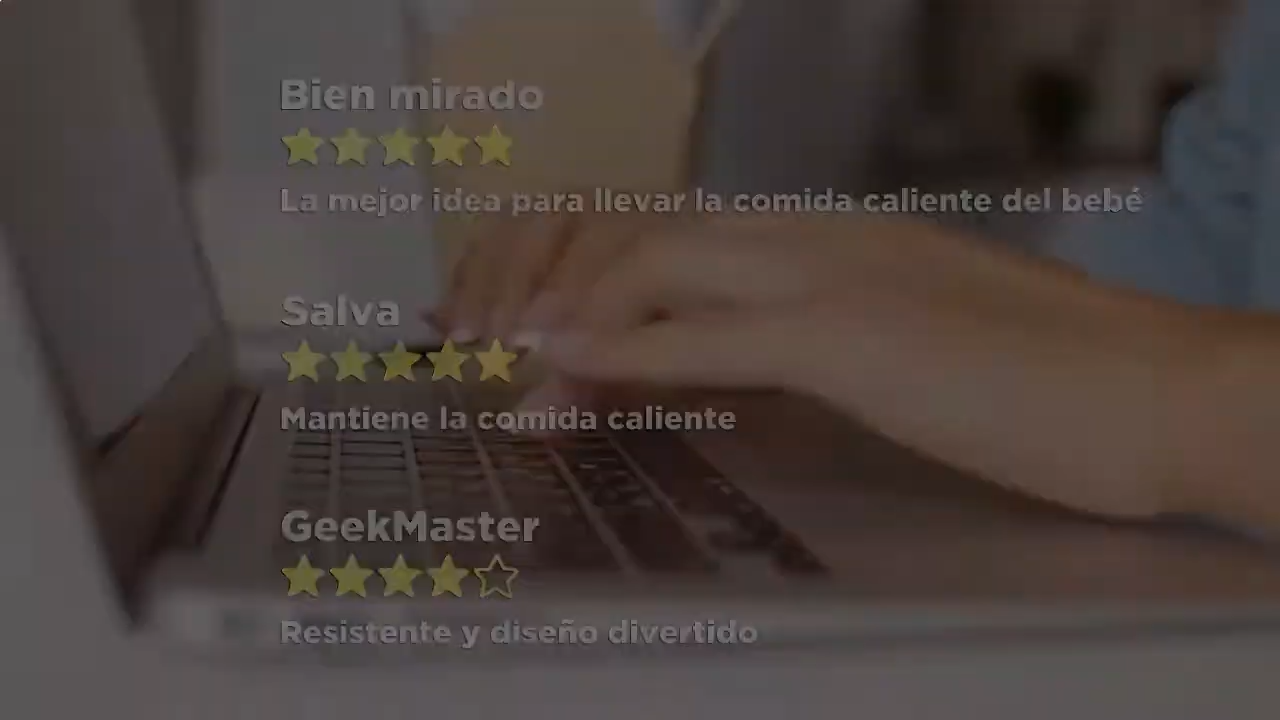 Bien mirado
La mejor idea para llevar la comida caliente del bebé
Salva
Mantiene la comida caliente
GeekMaster
Resistente y diseño divertido